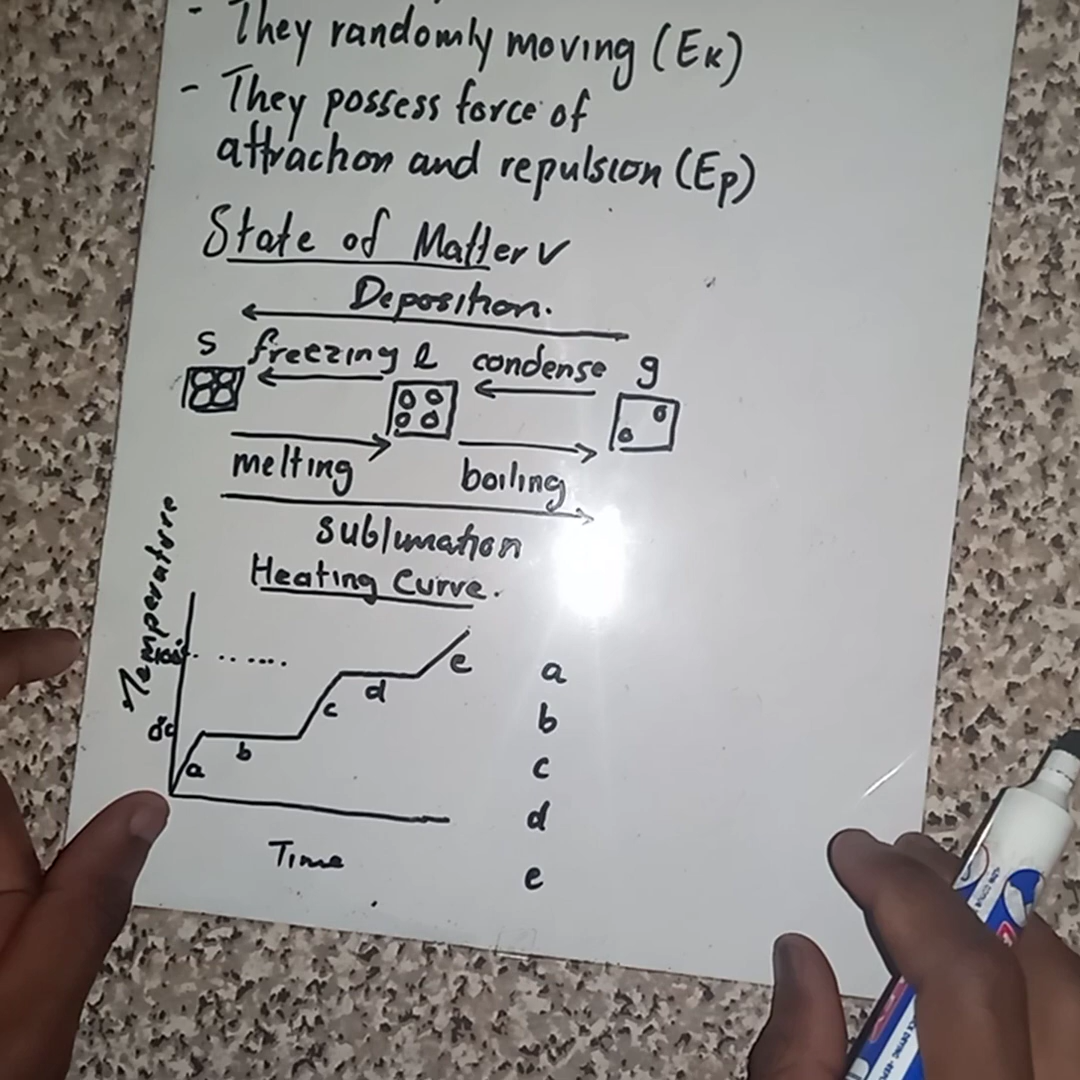 - They randomly moving (Ek)
- They possess force of
attraction and repulsion (Ep)
State of Matter
Deposition.
s freezing l condense g
melting boiling
sublimation
Heating Curve.
Temperature
100
a b c d e
Time
a
b
c
d
e